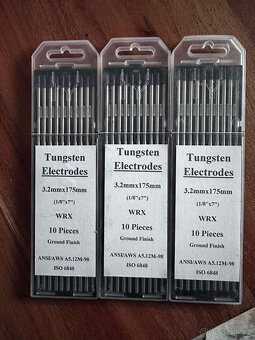 Tungsten
Electrodes
3.2mmx175mm
(1/8"x7")
WRX
10 Pieces
Ground Finish
ANSI/AWS A5.12M-98
ISO 6848
Tungsten
Electrodes
3.2mmx175mm
(1/8"x7")
WRX
10 Pieces
Ground Finish
ANSI/AWS A5.12M-98
ISO 6848
Tungsten
Electrodes
3.2mmx175mm
(1/8"x7")
WRX
10 Pieces
Ground Finish
ANSI/AWS A5.12M-98
ISO 6848